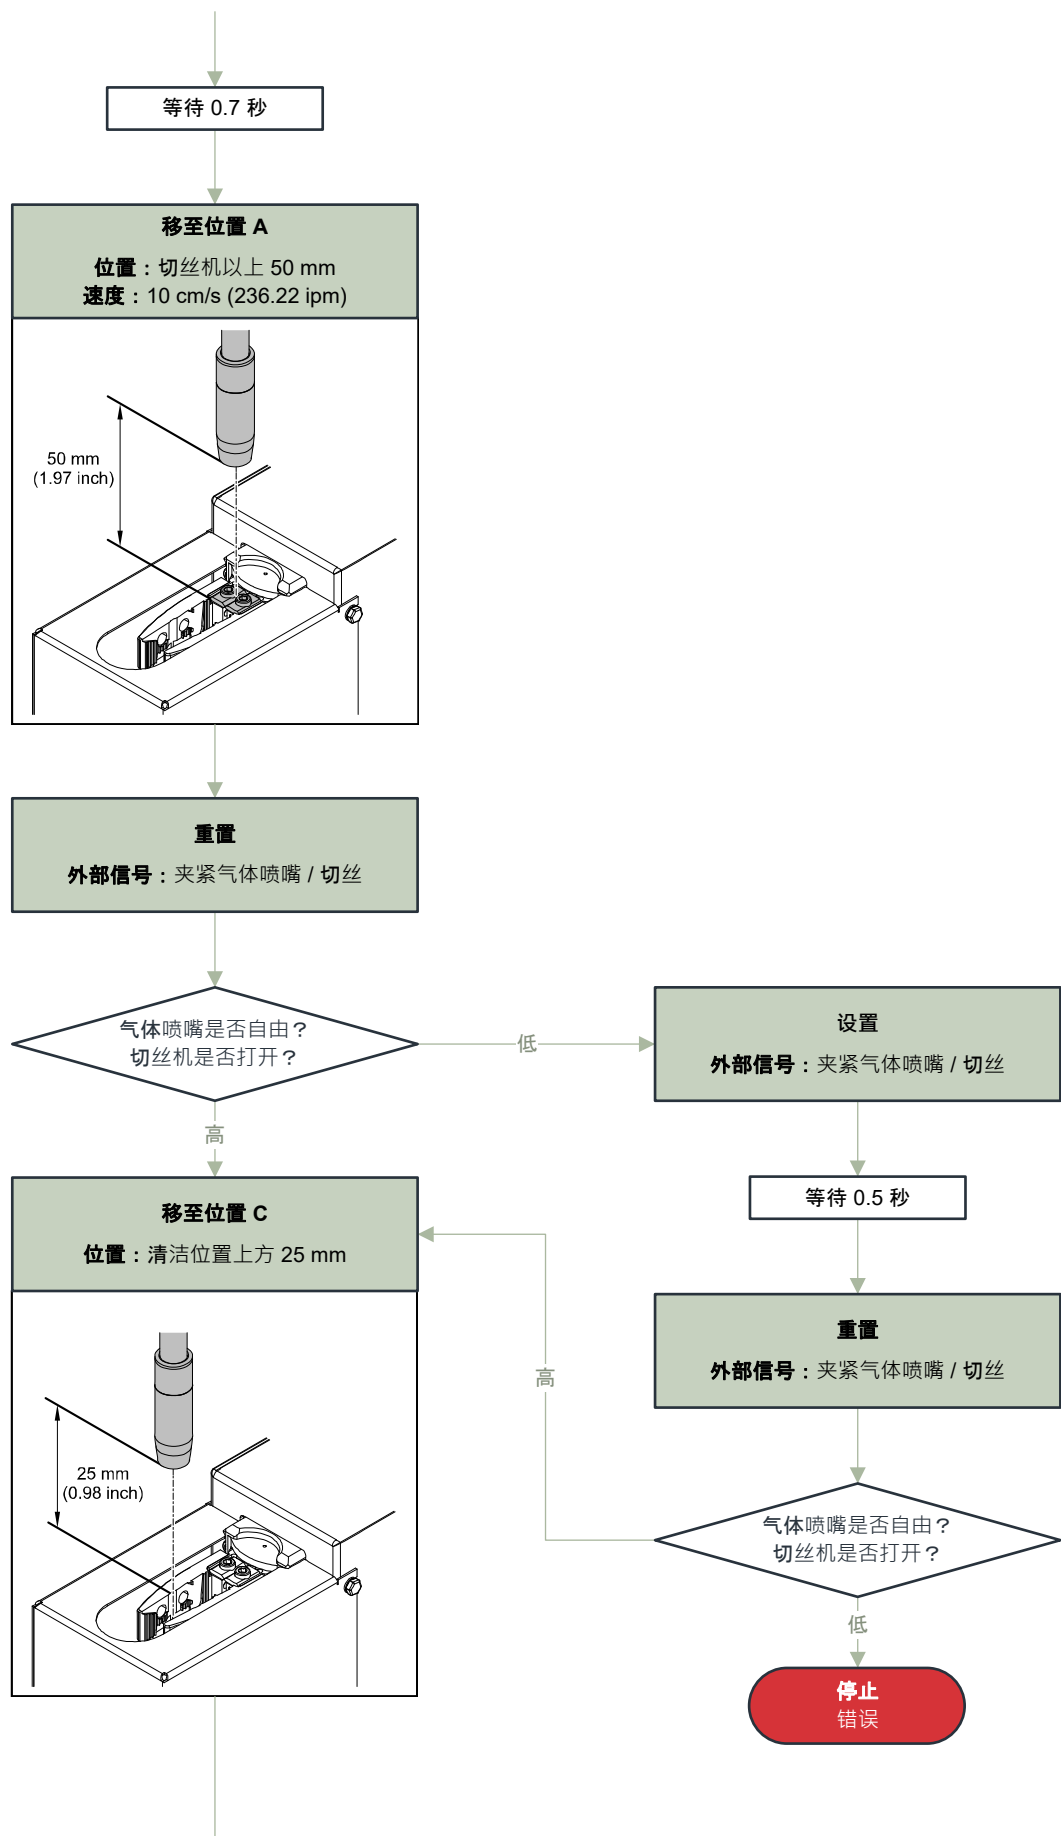 等待 0.7 秒
移至位置 A
位置：切丝机以上 50 mm
速度：10 cm/s (236.22 ipm)
50 mm
(1.97 inch)
重置
外部信号：夹紧气体喷嘴 / 切丝
气体喷嘴是否自由？
切丝机是否打开？
低
高
设置
外部信号：夹紧气体喷嘴 / 切丝
等待 0.5 秒
移至位置 C
位置：清洁位置上方 25 mm
25 mm
(0.98 inch)
重置
外部信号：夹紧气体喷嘴 / 切丝
高
气体喷嘴是否自由？
切丝机是否打开？
低
停止
错误